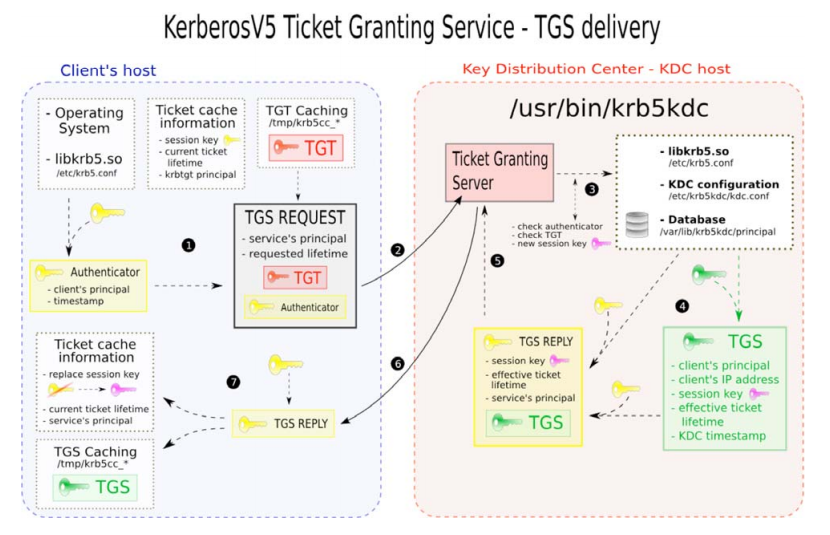 KerberosV5 Ticket Granting Service - TGS delivery
Client's host
- Operating
System
- libkrb5.so
/etc/krb5.conf
Ticket cache
information
- session key
- current ticket
lifetime
- krbtgt principal
TGT Caching
/tmp/krb5cc_*
TGT
TGS REQUEST
- service's principal
- requested lifetime
TGT
Authenticator
1
Authenticator
- client's principal
- timestamp
2
Ticket cache
information
- replace session key
- current ticket lifetime
- service's principal
7
TGS REPLY
6
TGS Caching
/tmp/krb5cc_*
TGS
Key Distribution Center - KDC host
/usr/bin/krb5kdc
Ticket Granting
Server
3
- check authenticator
- check TGT
- new session key
- libkrb5.so
/etc/krb5.conf
- KDC configuration
/etc/krb5kdc/kdc.conf
- Database
/var/lib/krb5kdc/principal
5
4
TGS REPLY
- session key
- effective ticket
lifetime
- service's principal
TGS
TGS
- client's principal
- client's IP address
- session key
- effective ticket
lifetime
- KDC timestamp